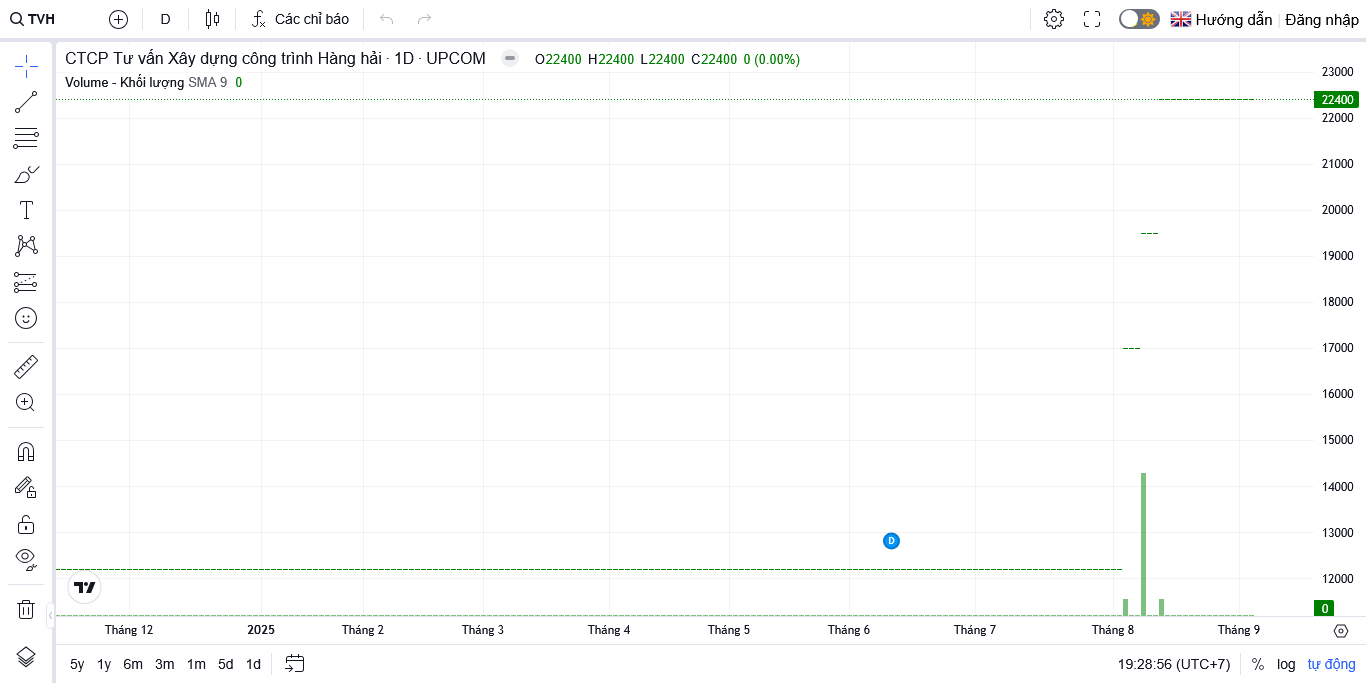 TVH D Các chỉ báo Hướng dẫn Đăng nhập
CTCP Tư vấn Xây dựng công trình Hàng hải · 1D · UPCOM O22400 H22400 L22400 C22400 0 (0.00%)
Volume - Khối lượng SMA 9 0
23000
22400
22000
21000
20000
19000
18000
17000
16000
15000
14000
13000
12000
0
D
Tháng 12 2025 Tháng 2 Tháng 3 Tháng 4 Tháng 5 Tháng 6 Tháng 7 Tháng 8 Tháng 9
5y 1y 6m 3m 1m 5d 1d 19:28:56 (UTC+7) % log tự động